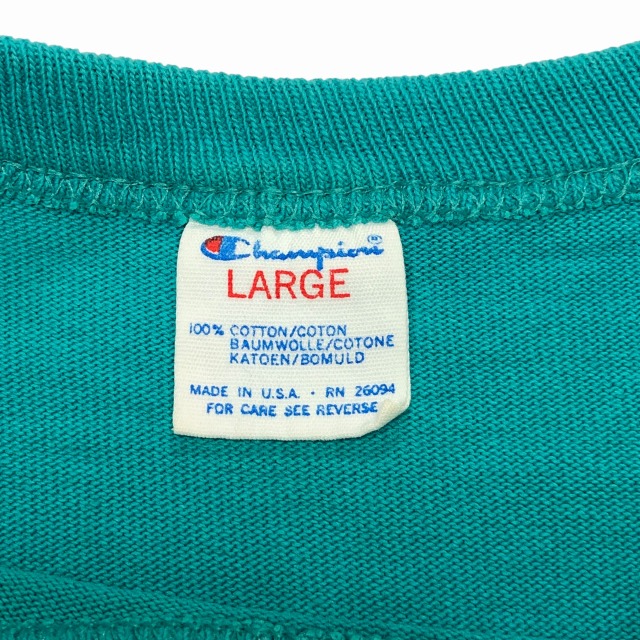 Champion®
LARGE
100% COTTON/COTON
BAUMWOLLE/COTONE
KATOEN/BOMULD
MADE IN U.S.A. · RN 26094
FOR CARE SEE REVERSE